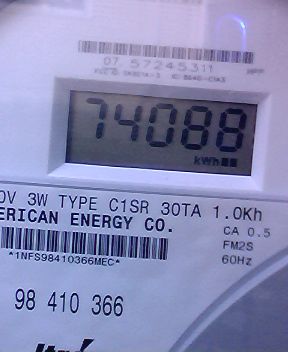 07 57245311
74088
kWh
0V 3W TYPE C1SR 30TA 1.0Kh
ERICAN ENERGY CO.
CA 0.5
FM2S
*1NFS98410366MEC*
60Hz
98 410 366